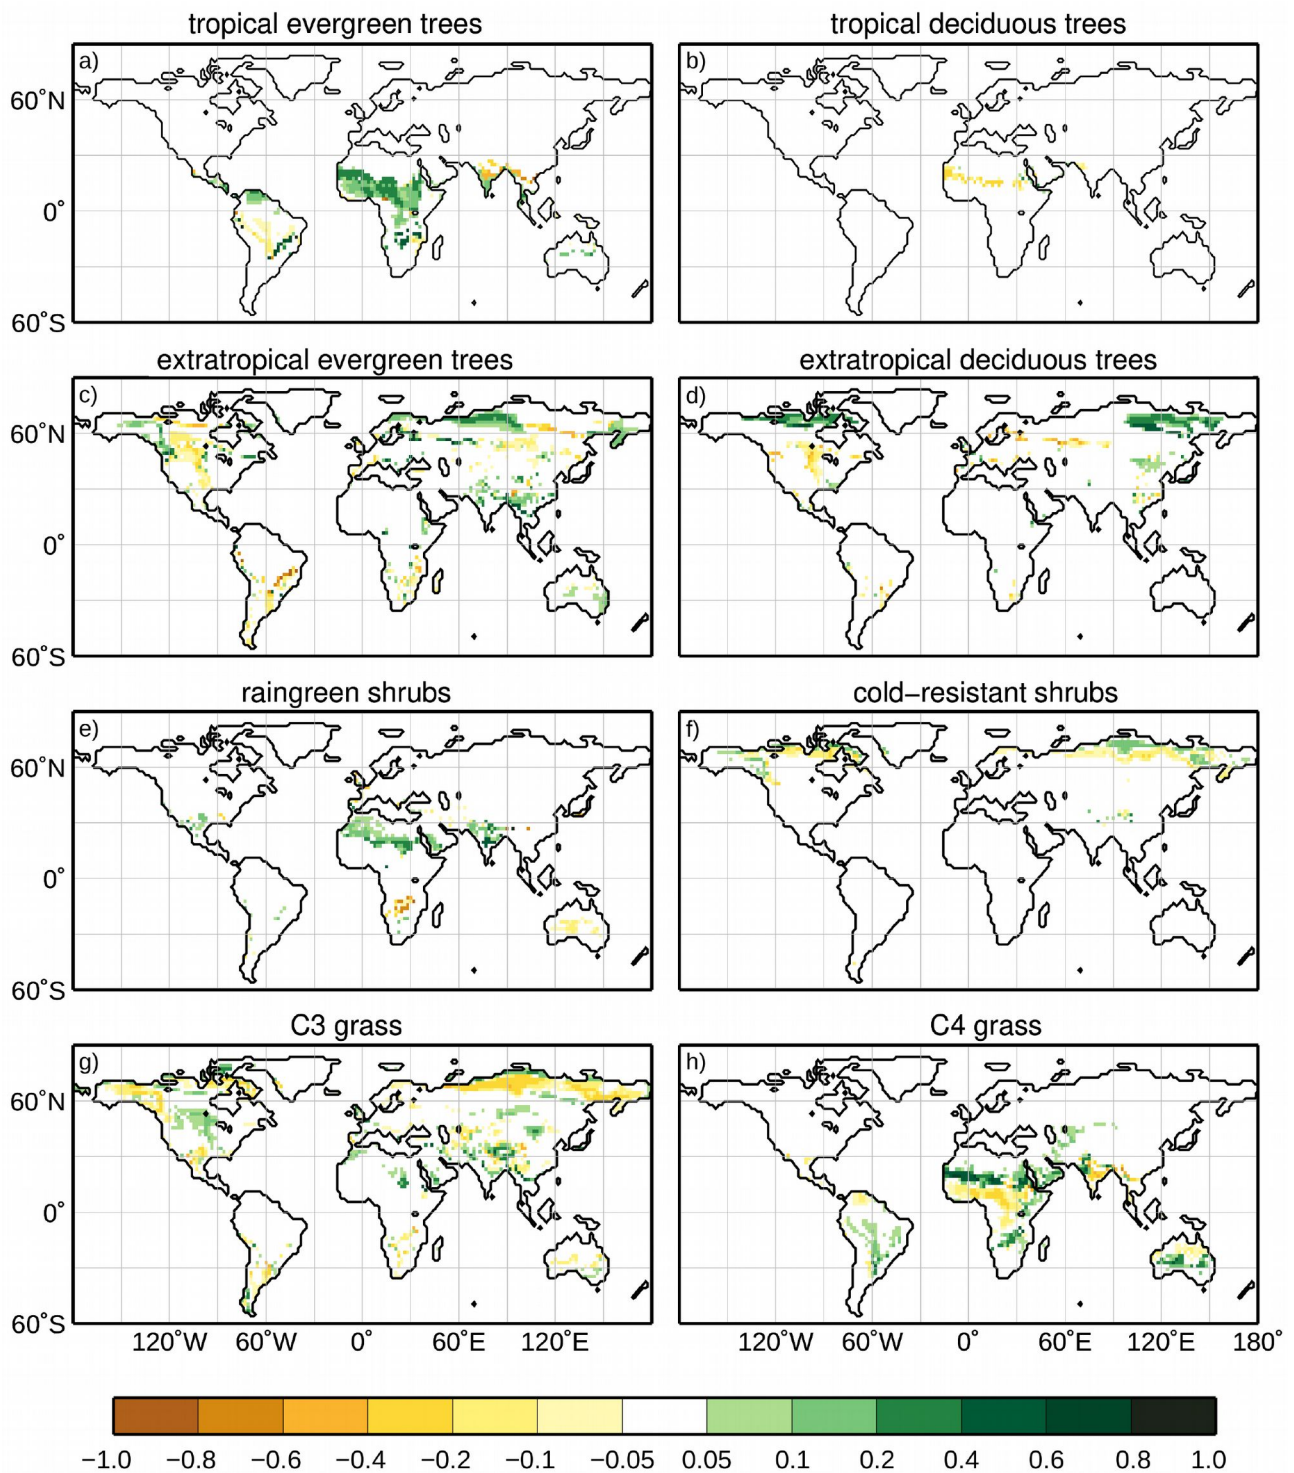 tropical evergreen trees tropical deciduous trees
a) b)
60°N
0°
60°S
extratropical evergreen trees extratropical deciduous trees
c) d)
60°N
0°
60°S
raingreen shrubs cold−resistant shrubs
e) f)
60°N
0°
60°S
C3 grass C4 grass
g) h)
60°N
0°
60°S
120°W 60°W 0° 60°E 120°E 120°W 60°W 0° 60°E 120°E 180°
−1.0 −0.8 −0.6 −0.4 −0.2 −0.1 −0.05 0.05 0.1 0.2 0.4 0.6 0.8 1.0